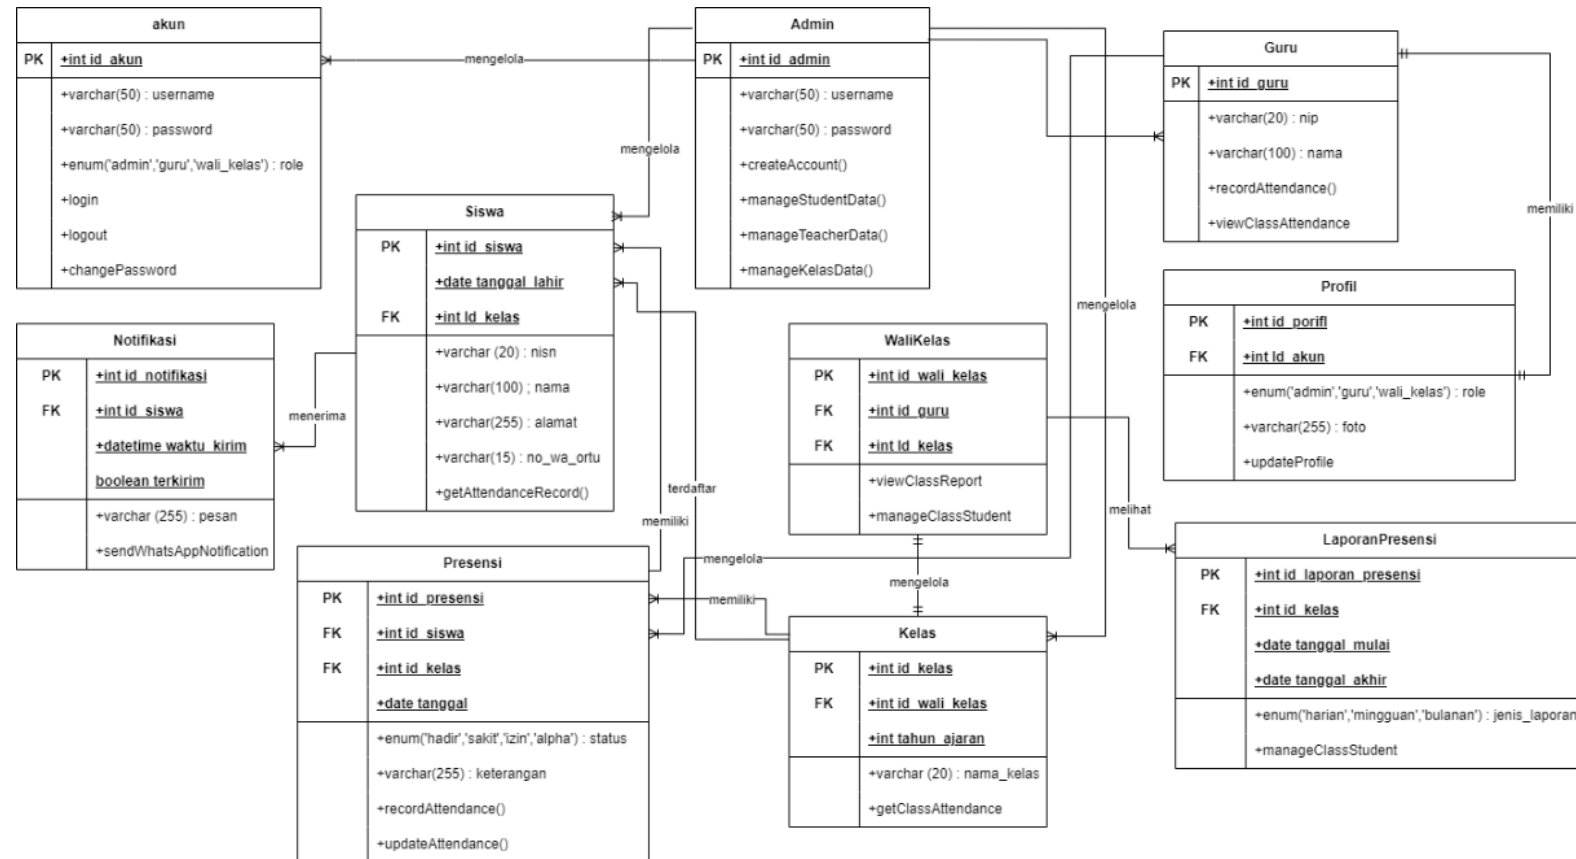 akun
PK +int id_akun
+varchar(50) : username
+varchar(50) : password
+enum('admin','guru','wali_kelas') : role
+login
+logout
+changePassword
mengelola
Admin
PK +int id_admin
+varchar(50) : username
+varchar(50) : password
+createAccount()
+manageStudentData()
+manageTeacherData()
+manageKelasData()
mengelola
mengelola
Guru
PK +int id_guru
+varchar(20) : nip
+varchar(100) : nama
+recordAttendance()
+viewClassAttendance
memiliki
Siswa
PK +int id_siswa
+date tanggal_lahir
FK +int Id_kelas
+varchar (20) : nisn
+varchar(100) ; nama
+varchar(255) : alamat
+varchar(15) : no_wa_ortu
+getAttendanceRecord()
Notifikasi
PK +int id_notifikasi
FK +int id_siswa
+datetime waktu_kirim
boolean terkirim
+varchar (255) : pesan
+sendWhatsAppNotification
menerima
terdaftar
memiliki
WaliKelas
PK +int id_wali_kelas
FK +int id_guru
FK +int Id_kelas
+viewClassReport
+manageClassStudent
Profil
PK +int id_porifl
FK +int Id_akun
+enum('admin','guru','wali_kelas') : role
+varchar(255) : foto
+updateProfile
melihat
mengelola
memiliki
mengelola
Presensi
PK +int id_presensi
FK +int id_siswa
FK +int id_kelas
+date tanggal
+enum('hadir','sakit','izin','alpha') : status
+varchar(255) : keterangan
+recordAttendance()
+updateAttendance()
Kelas
PK +int id_kelas
FK +int id_wali_kelas
+int tahun_ajaran
+varchar (20) : nama_kelas
+getClassAttendance
LaporanPresensi
PK +int id_laporan_presensi
FK +int id_kelas
+date tanggal_mulai
+date tanggal_akhir
+enum('harian','mingguan','bulanan') : jenis_laporan
+manageClassStudent